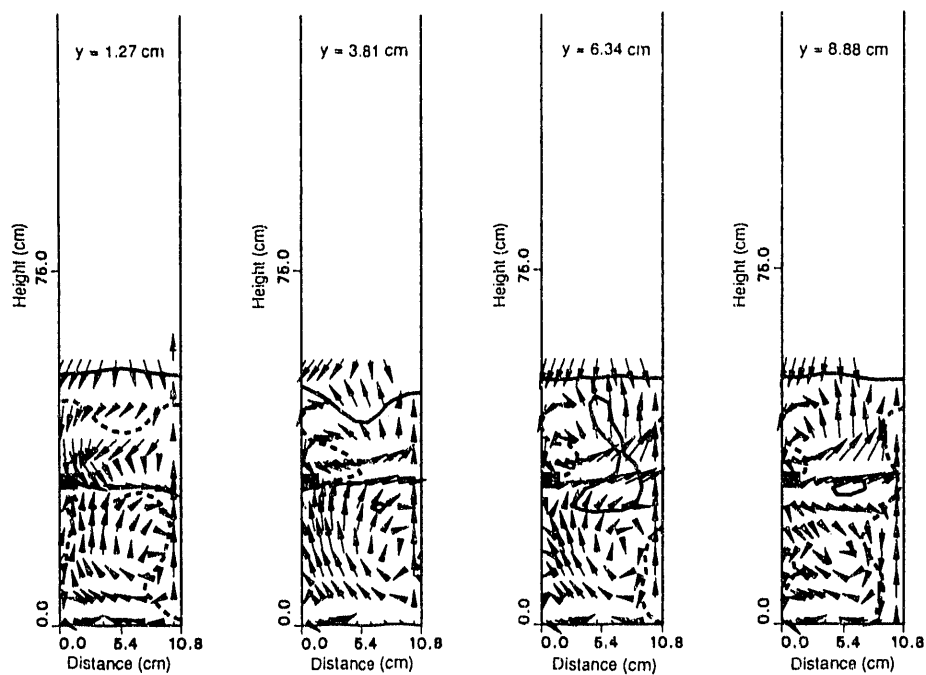 y = 1.27 cm
y = 3.81 cm
y = 6.34 cm
y = 8.88 cm
Height (cm)
75.0
0.0
Height (cm)
75.0
0.0
Height (cm)
75.0
0.0
Height (cm)
75.0
0.0
0.0 5.4 10.8
Distance (cm)
0.0 5.4 10.8
Distance (cm)
0.0 5.4 10.8
Distance (cm)
0.0 5.4 10.8
Distance (cm)